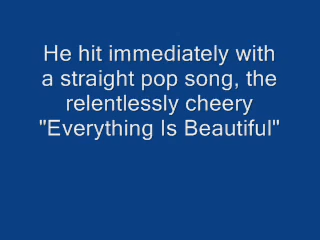 He hit immediately with
a straight pop song, the
relentlessly cheery
"Everything Is Beautiful"